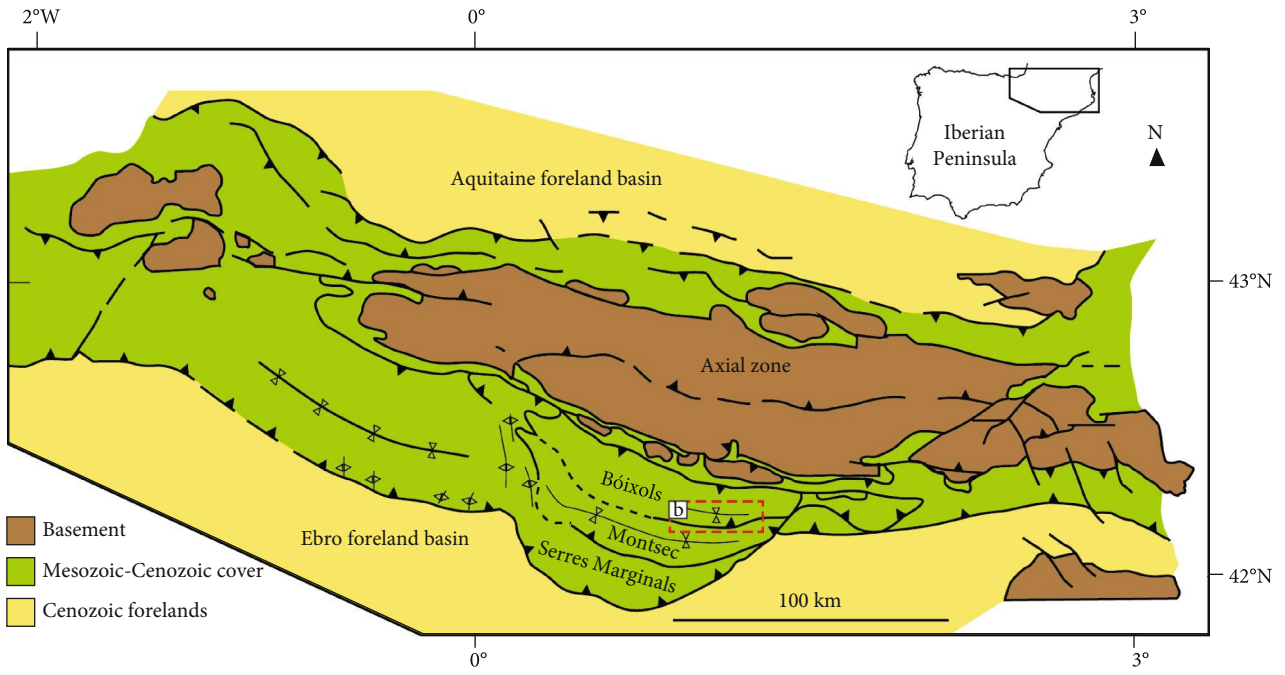 2°W
0°
3°
Iberian
Peninsula
N
Aquitaine foreland basin
43°N
Axial zone
Bóixols
b
Montsec
Serres Marginals
Ebro foreland basin
Basement
Mesozoic-Cenozoic cover
Cenozoic forelands
42°N
100 km
0°
3°